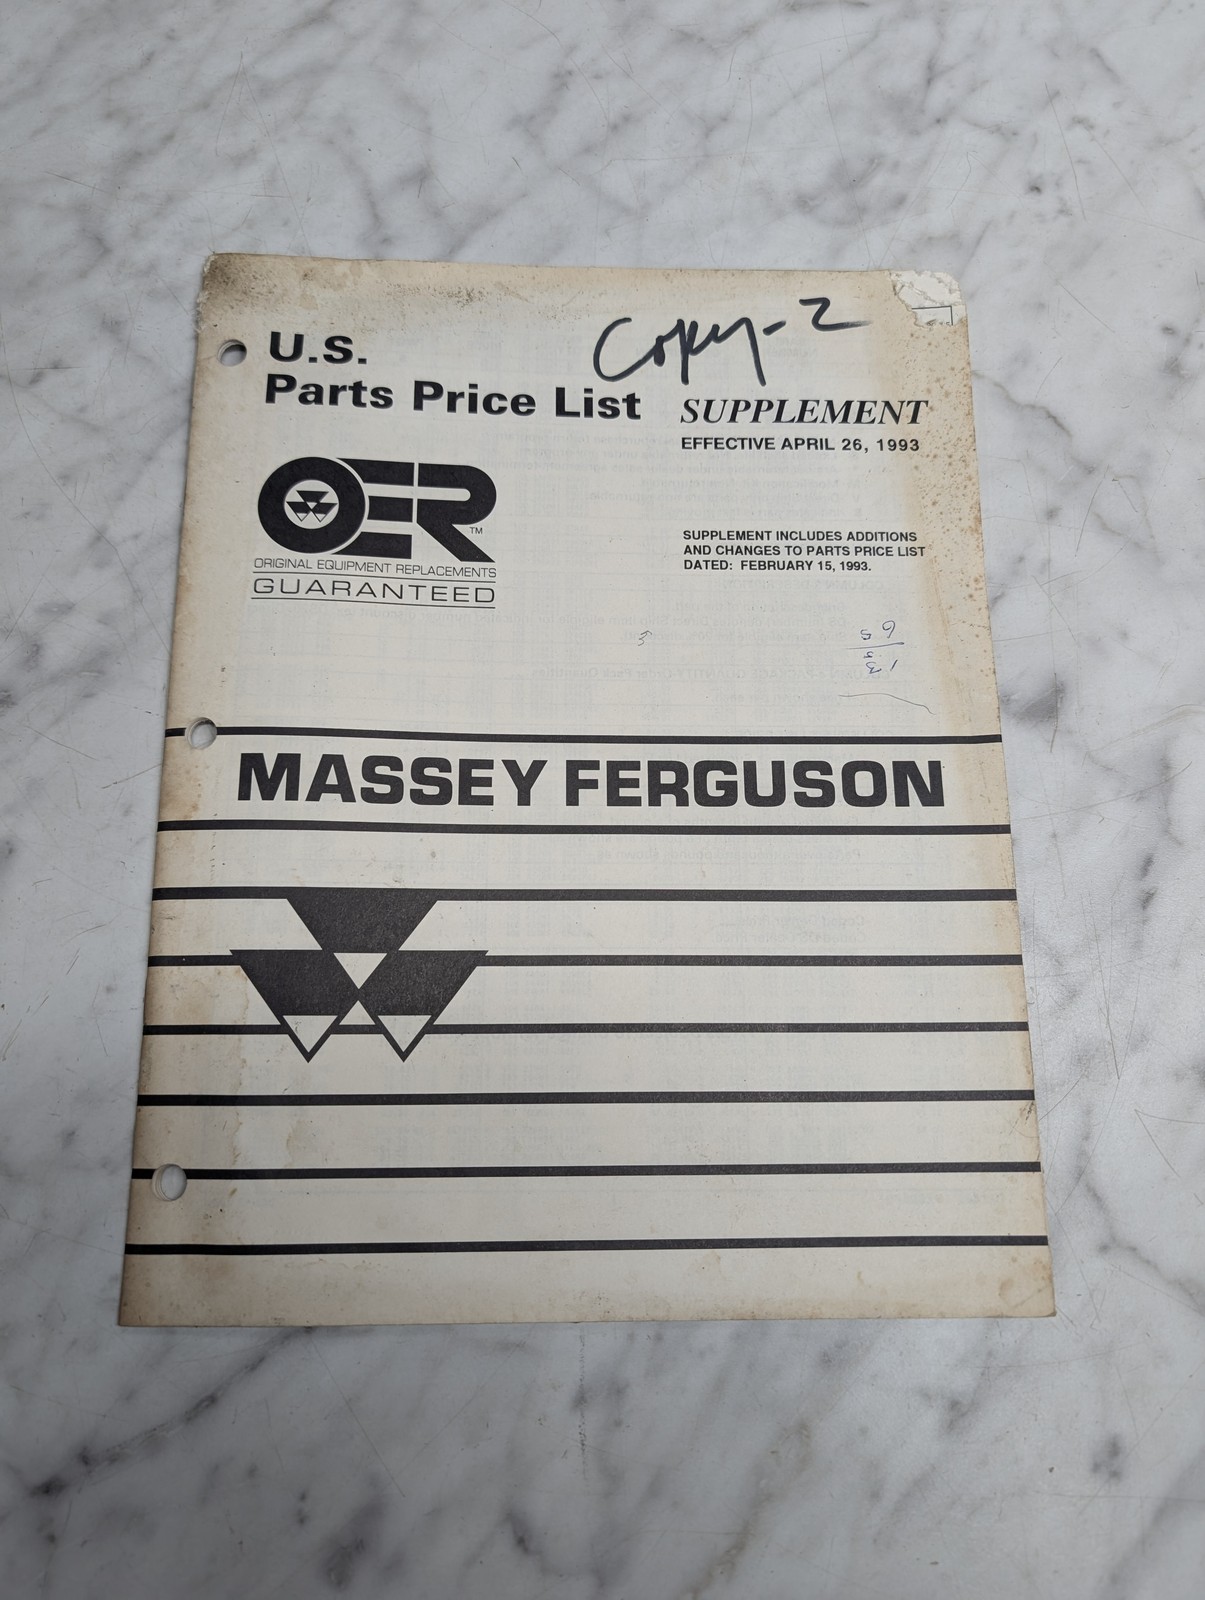 Copy-2
U.S.
Parts Price List
SUPPLEMENT
EFFECTIVE APRIL 26, 1993
OER™
ORIGINAL EQUIPMENT REPLACEMENTS
GUARANTEED
SUPPLEMENT INCLUDES ADDITIONS
AND CHANGES TO PARTS PRICE LIST
DATED: FEBRUARY 15, 1993.
MASSEY FERGUSON